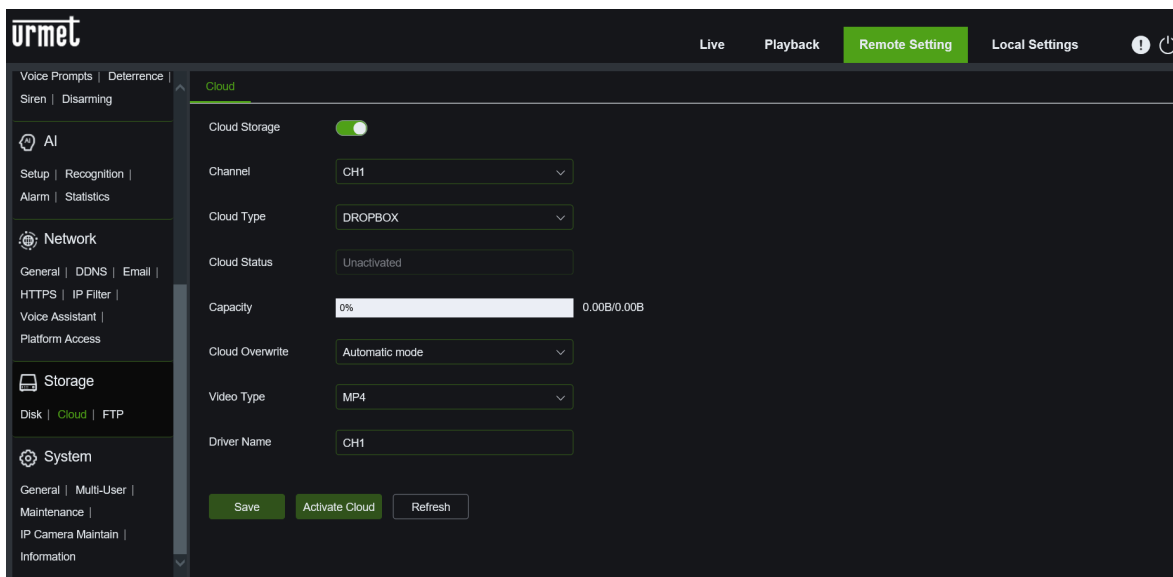 urmet
Live
Playback
Remote Setting
Local Settings
Voice Prompts | Deterrence |
Siren | Disarming
AI
Setup | Recognition |
Alarm | Statistics
Network
General | DDNS | Email |
HTTPS | IP Filter |
Voice Assistant |
Platform Access
Storage
Disk | Cloud | FTP
System
General | Multi-User |
Maintenance |
IP Camera Maintain |
Information
Cloud
Cloud Storage
Channel CH1
Cloud Type DROPBOX
Cloud Status Unactivated
Capacity 0% 0.00B/0.00B
Cloud Overwrite Automatic mode
Video Type MP4
Driver Name CH1
Save Activate Cloud Refresh